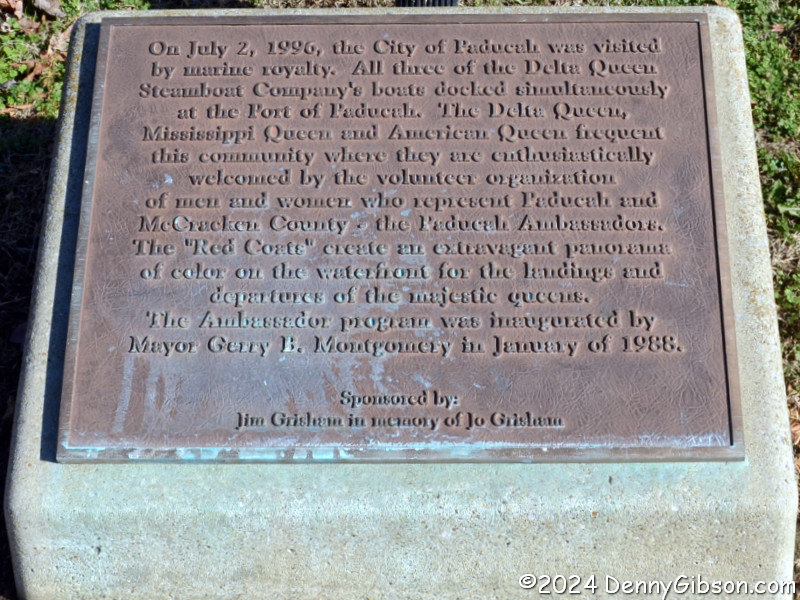 On July 2, 1996, the City of Paducah was visited
by marine royalty. All three of the Delta Queen
Steamboat Company's boats docked simultaneously
at the Port of Paducah. The Delta Queen,
Mississippi Queen and American Queen frequent
this community where they are enthusiastically
welcomed by the volunteer organization
of men and women who represent Paducah and
McCracken County - the Paducah Ambassadors.
The "Red Coats" create an extravagant panorama
of color on the waterfront for the landings and
departures of the majestic queens.
The Ambassador program was inaugurated by
Mayor Gerry B. Montgomery in January of 1988.
Sponsored by:
Jim Grisham in memory of Jo Grisham
©2024 DennyGibson.com